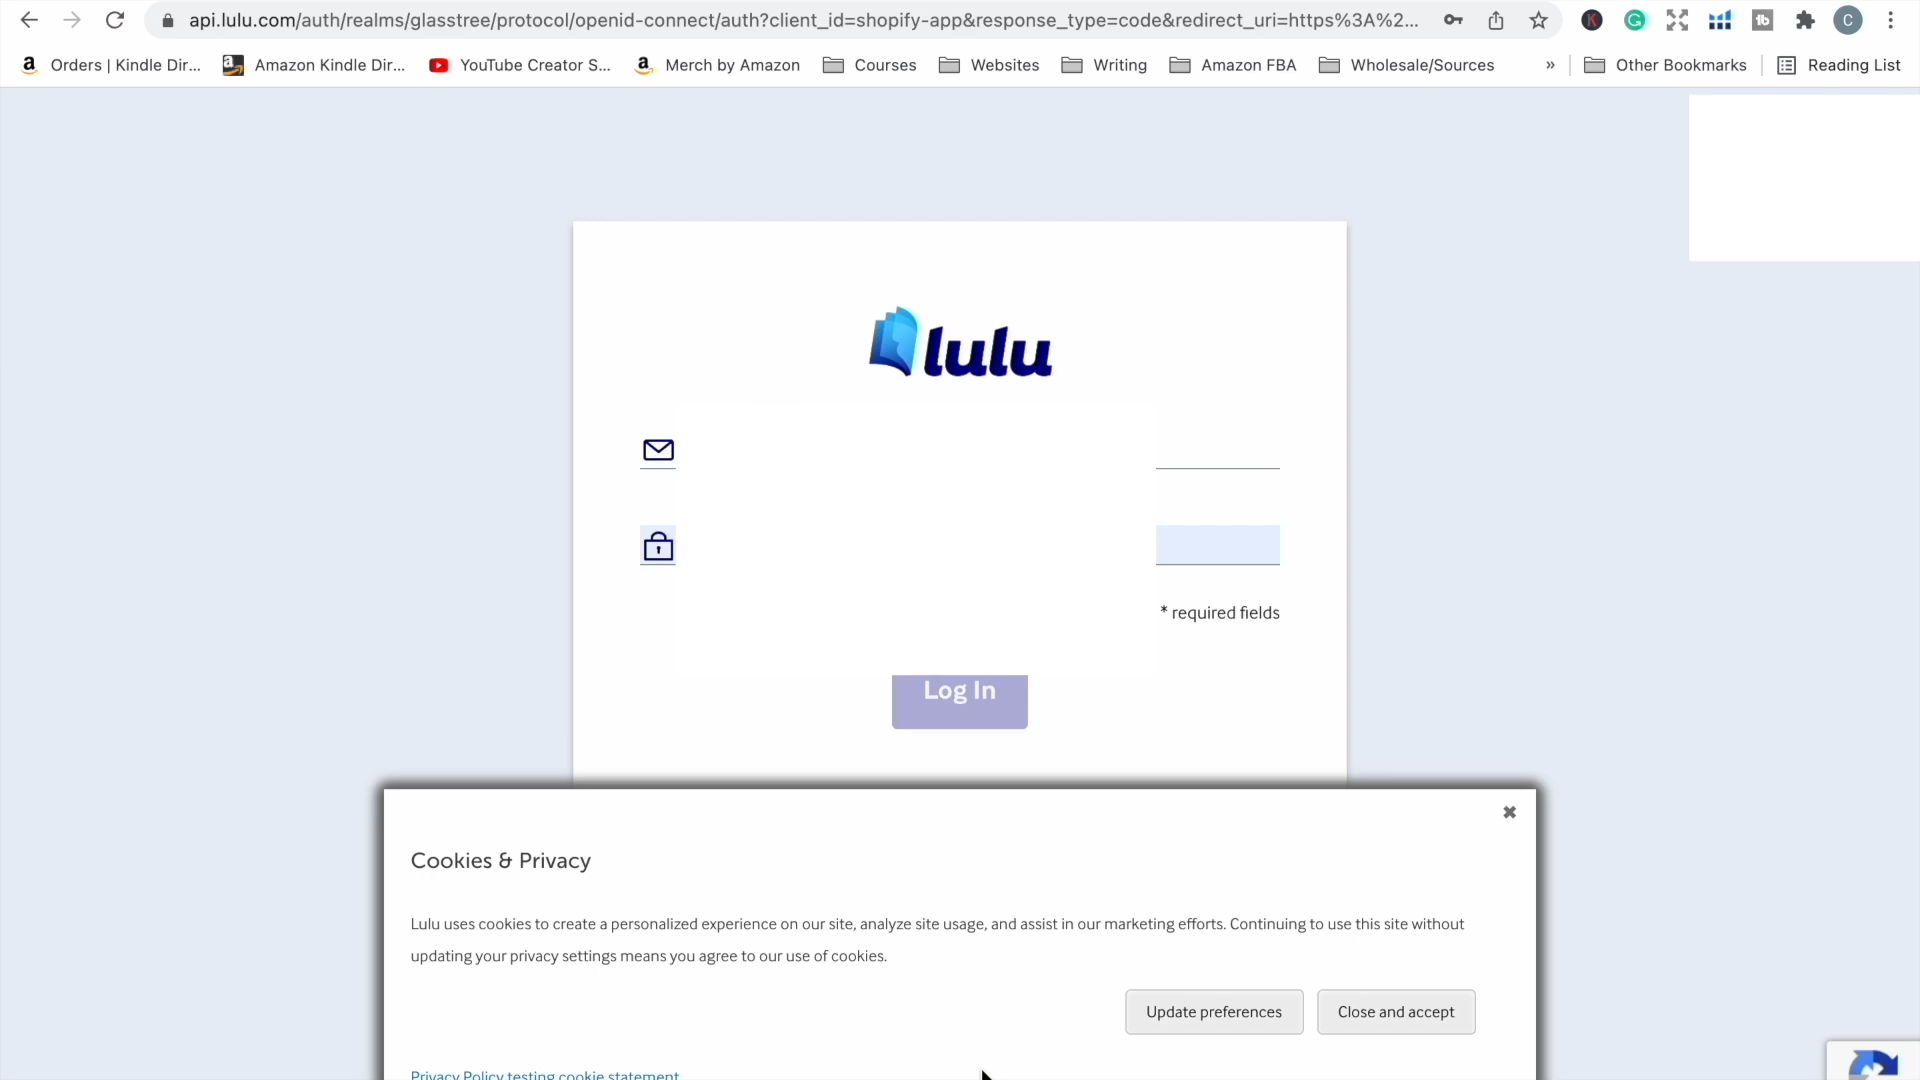 api.lulu.com/auth/realms/glasstree/protocol/openid-connect/auth?client_id=shopify-app&response_type=code&redirect_uri=https%3A%2...
C
Orders | Kindle Dir...
Amazon Kindle Dir...
YouTube Creator S...
Merch by Amazon
Courses
Websites
Writing
Amazon FBA
Wholesale/Sources
»
Other Bookmarks
Reading List
lulu
* required fields
Log In
Cookies & Privacy
Lulu uses cookies to create a personalized experience on our site, analyze site usage, and assist in our marketing efforts. Continuing to use this site without
updating your privacy settings means you agree to our use of cookies.
Update preferences
Close and accept
Privacy Policy testing cookie statement